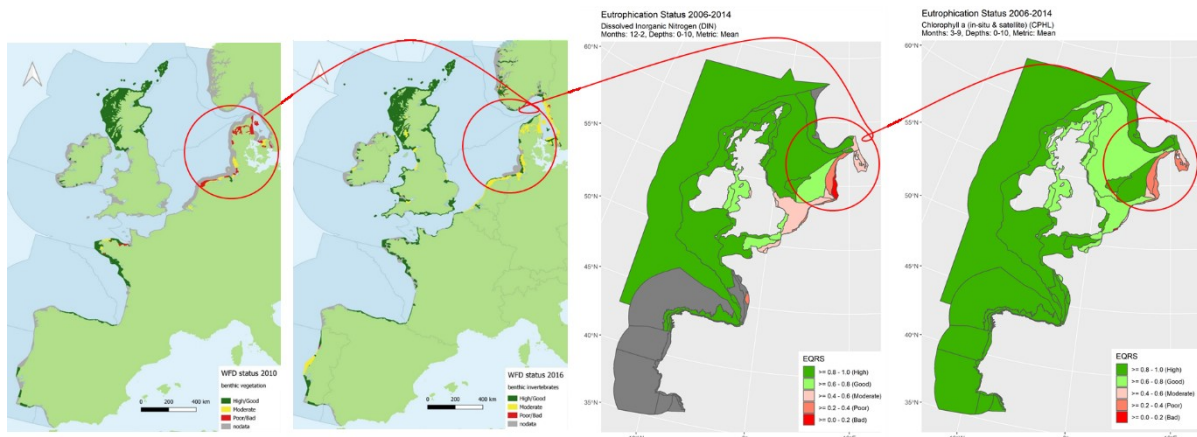 WFD status 2010
benthic vegetation
High/Good
Moderate
Poor/Bad
nodata
0 200 400 km
WFD status 2016
benthic invertebrates
High/Good
Moderate
Poor/Bad
nodata
0 200 400 km
Eutrophication Status 2006-2014
Dissolved Inorganic Nitrogen (DIN)
Months: 12-2, Depths: 0-10, Metric: Mean
60°N
55°N
50°N
45°N
40°N
35°N
EQRS
>= 0.8 - 1.0 (High)
>= 0.6 - 0.8 (Good)
>= 0.4 - 0.6 (Moderate)
>= 0.2 - 0.4 (Poor)
>= 0.0 - 0.2 (Bad)
Eutrophication Status 2006-2014
Chlorophyll a (in-situ & satellite) (CPHL)
Months: 3-9, Depths: 0-10, Metric: Mean
60°N
55°N
50°N
45°N
40°N
35°N
EQRS
>= 0.8 - 1.0 (High)
>= 0.6 - 0.8 (Good)
>= 0.4 - 0.6 (Moderate)
>= 0.2 - 0.4 (Poor)
>= 0.0 - 0.2 (Bad)